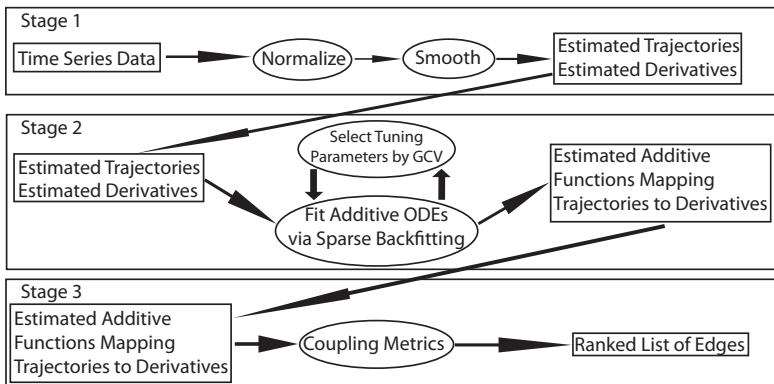 Stage 1
Time Series Data
Normalize
Smooth
Estimated Trajectories
Estimated Derivatives
Stage 2
Estimated Trajectories
Estimated Derivatives
Select Tuning
Parameters by GCV
Fit Additive ODEs
via Sparse Backfitting
Estimated Additive
Functions Mapping
Trajectories to Derivatives
Stage 3
Estimated Additive
Functions Mapping
Trajectories to Derivatives
Coupling Metrics
Ranked List of Edges